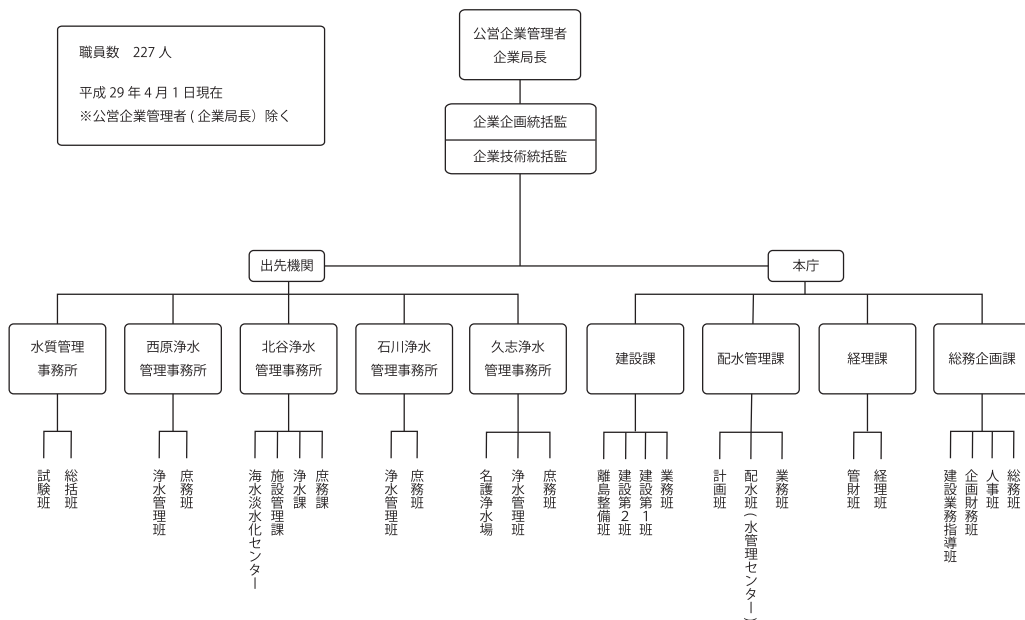 公営企業管理者
企業局長
職員数　227 人
平成 29 年 4 月 1 日現在
※公営企業管理者 ( 企業局長）除く
企業企画統括監
企業技術統括監
出先機関
本庁
水質管理
事務所
西原浄水
管理事務所
北谷浄水
管理事務所
石川浄水
管理事務所
久志浄水
管理事務所
建設課
配水管理課
経理課
総務企画課
試験班
総括班
浄水管理班
庶務班
海水淡水化センター
施設管理課
浄水課
庶務課
浄水管理班
庶務班
名護浄水場
浄水管理班
庶務班
離島整備班
建設第2班
建設第1班
業務班
計画班
配水班(水管理センター)
業務班
管財班
経理班
建設業務指導班
企画財務班
人事班
総務班